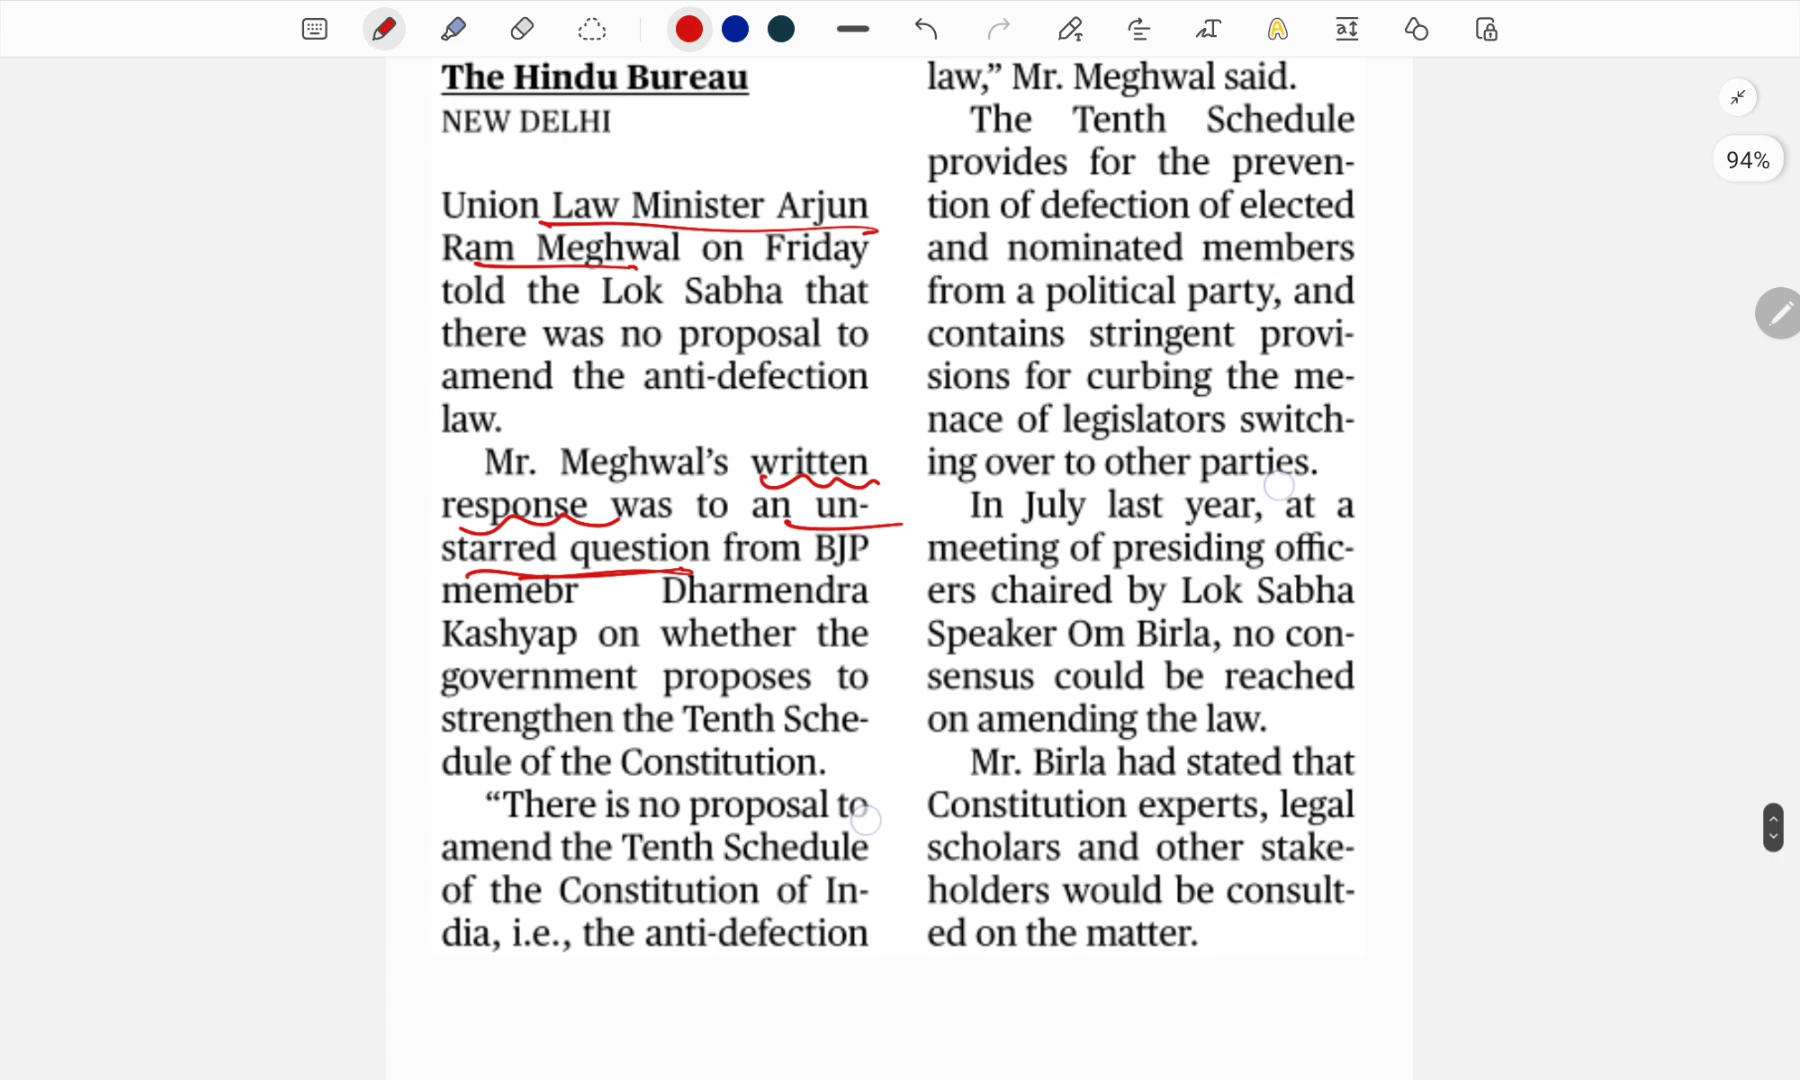 The Hindu Bureau
NEW DELHI
Union Law Minister Arjun
Ram Meghwal on Friday
told the Lok Sabha that
there was no proposal to
amend the anti-defection
law.
Mr. Meghwal's written
response was to an un-
starred question from BJP
memebr Dharmendra
Kashyap on whether the
government proposes to
strengthen the Tenth Sche-
dule of the Constitution.
“There is no proposal to
amend the Tenth Schedule
of the Constitution of In-
dia, i.e., the anti-defection
law,” Mr. Meghwal said.
The Tenth Schedule
provides for the preven-
tion of defection of elected
and nominated members
from a political party, and
contains stringent provi-
sions for curbing the me-
nace of legislators switch-
ing over to other parties.
In July last year, at a
meeting of presiding offic-
ers chaired by Lok Sabha
Speaker Om Birla, no con-
sensus could be reached
on amending the law.
Mr. Birla had stated that
Constitution experts, legal
scholars and other stake-
holders would be consult-
ed on the matter.
94%